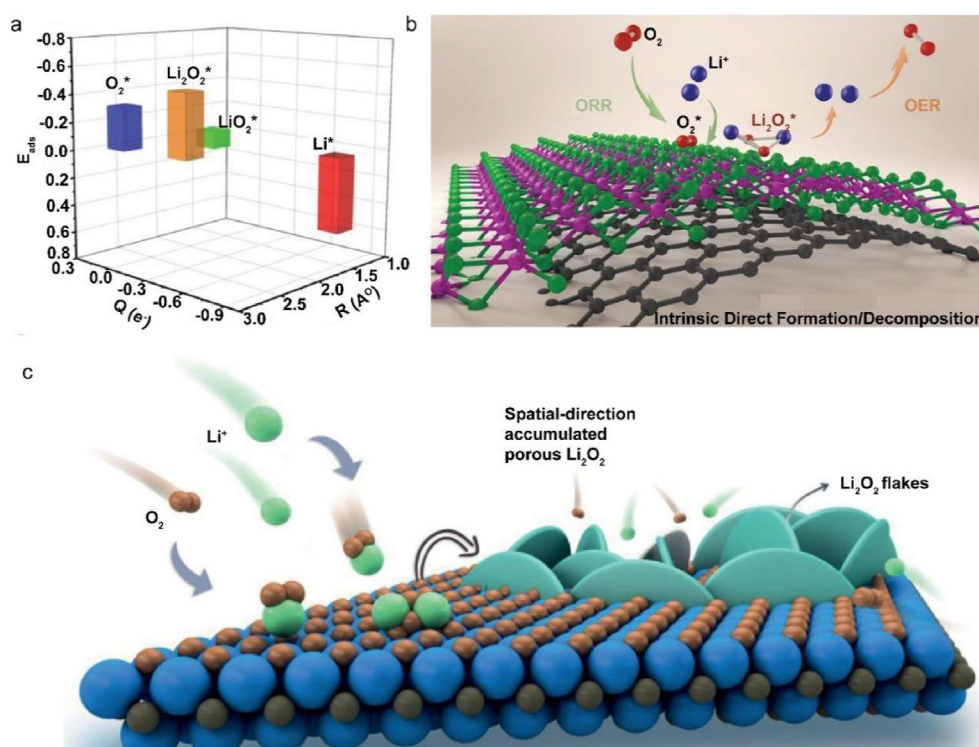 a
-0.8
-0.4
-0.2
0.0
0.2
0.4
0.6
0.8
E_ads
O₂*
Li₂O₂*
LiO₂*
Li*
0.3
0.0
-0.3
-0.6
-0.9
Q (e⁻)
3.0
2.5
2.0
1.5
1.0
R (Aᴼ)
b
O₂
Li⁺
ORR
O₂*
Li₂O₂*
OER
Intrinsic Direct Formation/Decomposition
c
Li⁺
O₂
Spatial-direction
accumulated
porous Li₂O₂
Li₂O₂ flakes